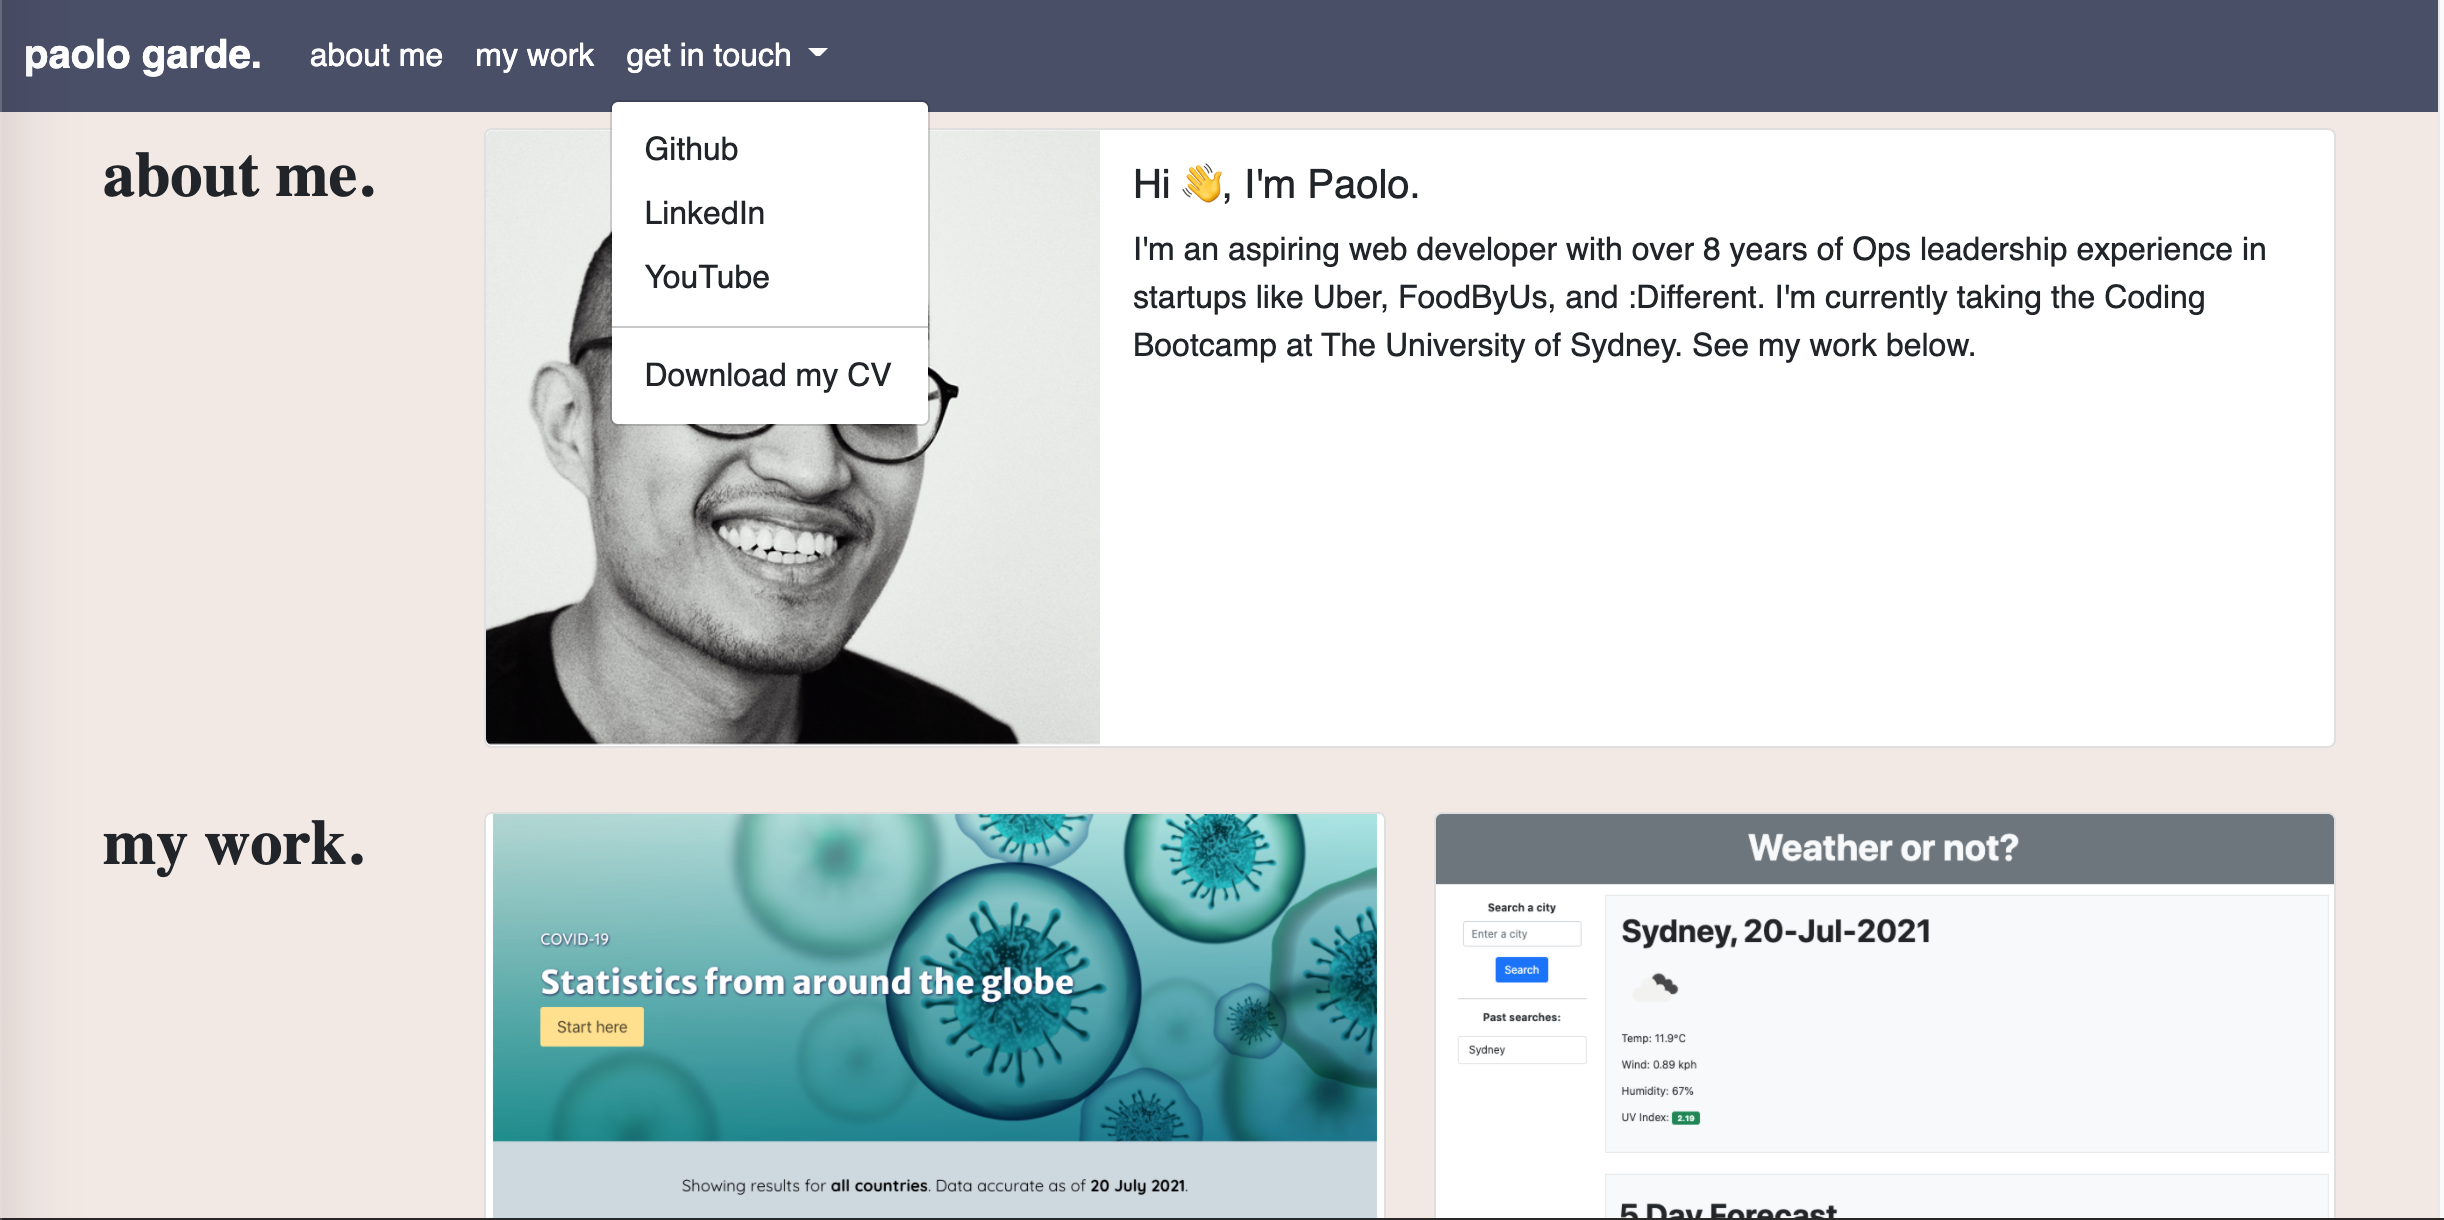 paolo garde. about me my work get in touch
Github
LinkedIn
YouTube
Download my CV
about me.
Hi 👋, I'm Paolo.
I'm an aspiring web developer with over 8 years of Ops leadership experience in
startups like Uber, FoodByUs, and :Different. I'm currently taking the Coding
Bootcamp at The University of Sydney. See my work below.
my work.
COVID-19
Statistics from around the globe
Start here
Showing results for all countries. Data accurate as of 20 July 2021.
Weather or not?
Search a city
Enter a city
Search
Past searches:
Sydney
Sydney, 20-Jul-2021
Temp: 11.9°C
Wind: 0.89 kph
Humidity: 67%
UV Index: 2.19
5 Day Forecast